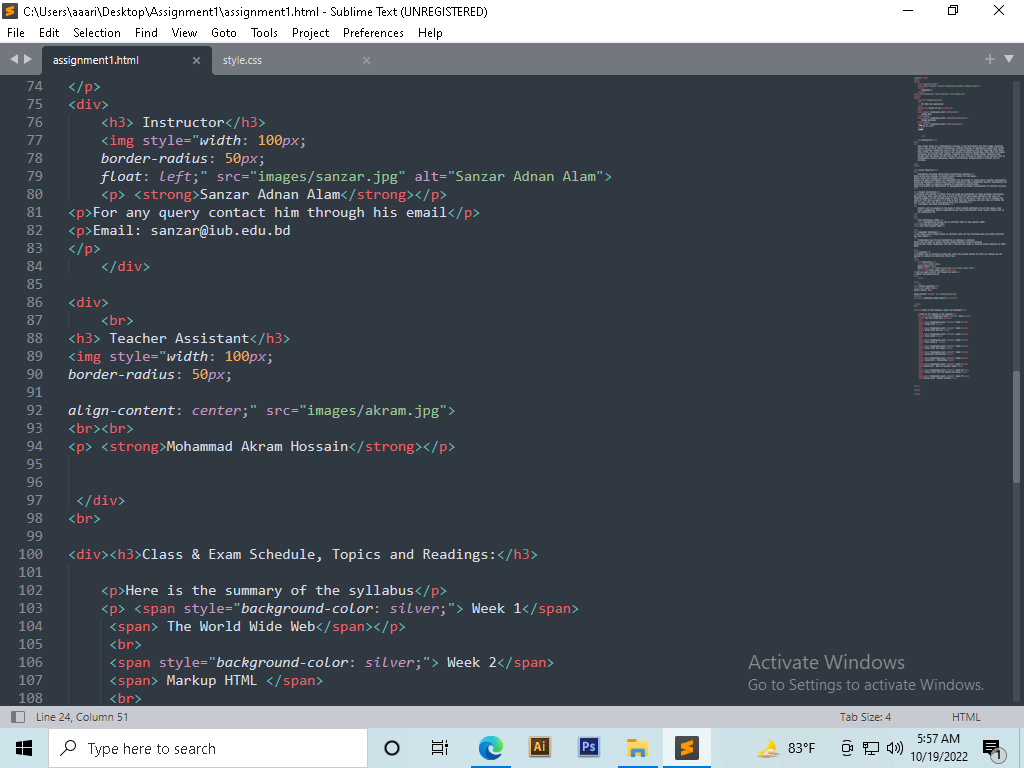 C:\Users\aaari\Desktop\Assignment1\assignment1.html - Sublime Text (UNREGISTERED)
File Edit Selection Find View Goto Tools Project Preferences Help
assignment1.html × style.css ×
74 </p>
75 <div>
76 <h3> Instructor</h3>
77 <img style="width: 100px;
78 border-radius: 50px;
79 float: left;" src="images/sanzar.jpg" alt="Sanzar Adnan Alam">
80 <p> <strong>Sanzar Adnan Alam</strong></p>
81 <p>For any query contact him through his email</p>
82 <p>Email: sanzar@iub.edu.bd
83 </p>
84 </div>
85
86 <div>
87 <br>
88 <h3> Teacher Assistant</h3>
89 <img style="width: 100px;
90 border-radius: 50px;
91
92 align-content: center;" src="images/akram.jpg">
93 <br><br>
94 <p> <strong>Mohammad Akram Hossain</strong></p>
95
96
97 </div>
98 <br>
99
100 <div><h3>Class & Exam Schedule, Topics and Readings:</h3>
101
102 <p>Here is the summary of the syllabus</p>
103 <p> <span style="background-color: silver;"> Week 1</span>
104 <span> The World Wide Web</span></p>
105 <br>
106 <span style="background-color: silver;"> Week 2</span>
107 <span> Markup HTML </span>
108 <br>
Activate Windows
Go to Settings to activate Windows.
Line 24, Column 51 Tab Size: 4 HTML
Type here to search
Ai
Ps
83°F
5:57 AM
10/19/2022
1